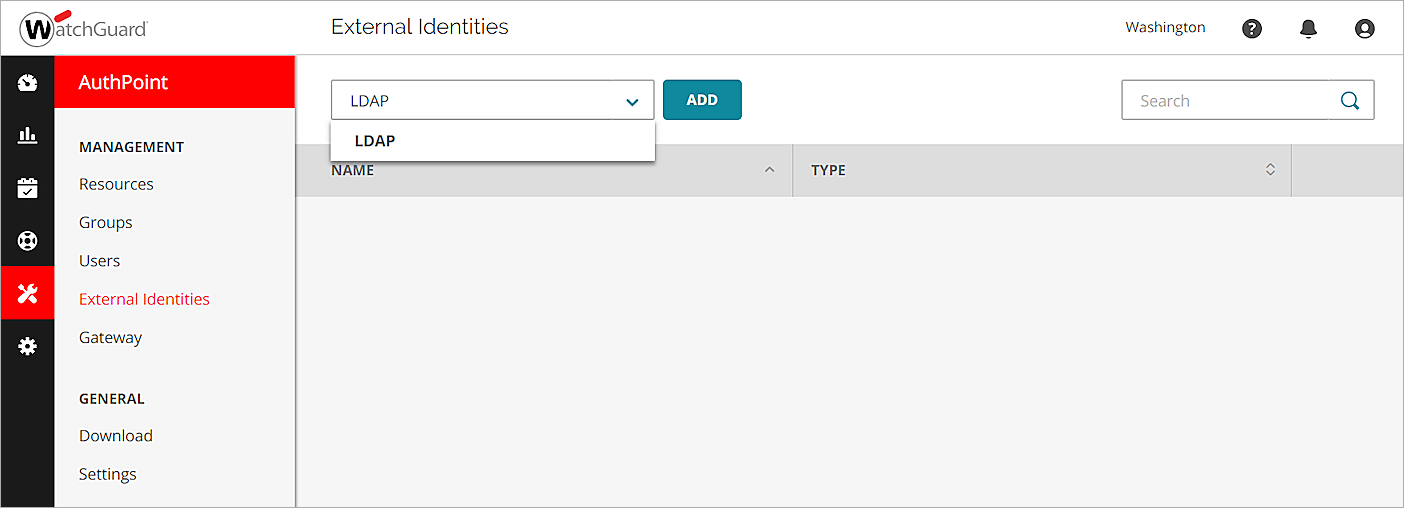 WatchGuard
External Identities
Washington
AuthPoint
LDAP
ADD
Search
LDAP
MANAGEMENT
NAME
TYPE
Resources
Groups
Users
External Identities
Gateway
GENERAL
Download
Settings